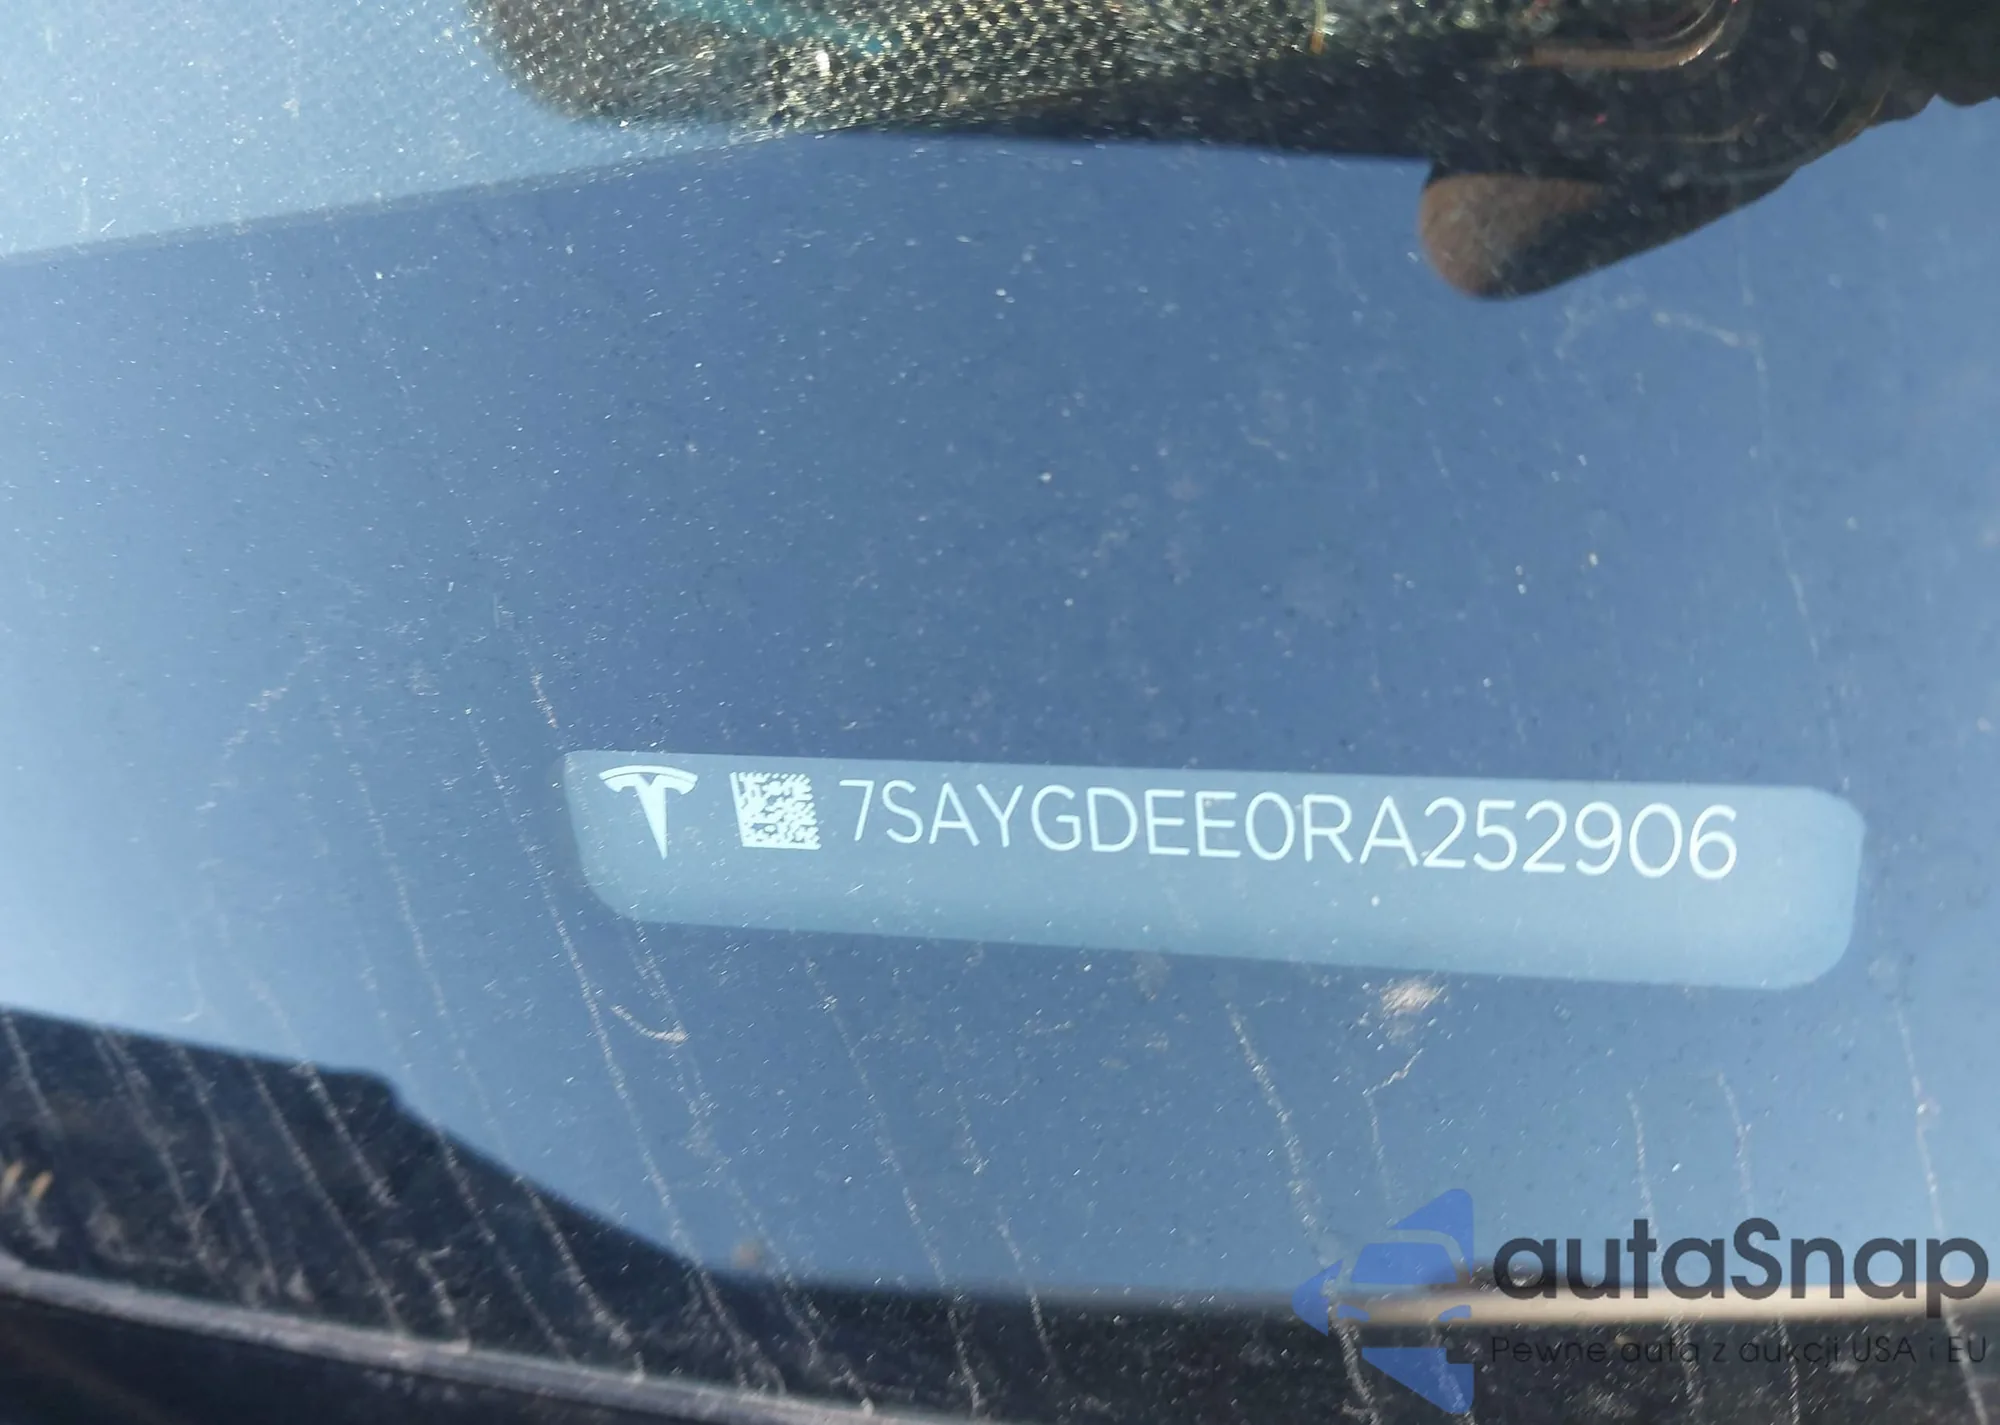 7SAYGDEE0RA252906
autaSnap
Pewne auta z aukcji USA i EU